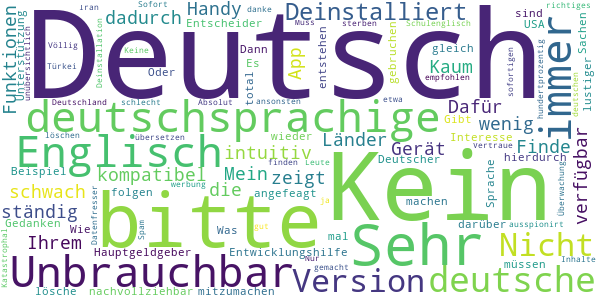 Deutsch
Kein
bitte
Sehr
deutschsprachige
Englisch
Unbrauchbar
Version
deutsche
Nicht
immer
Deinstalliert
dadurch
Handy
Entscheider
Funktionen
Unterstützung
unübersichtlich
Sofort
iran
danke
Muss
sterben
Schulenglisch
richtiges
Deinstallation
Völlig
Türkei
Keine
Dann
Oder
entstehen
Es
total
App
gebrochen
gleich
Kaum
empfohlen
sind
USA
sofortigen
hundertprozentig
lustiger
Sachen
Deutschland
schlecht
Absolut
ansonsten
etwa
deutschen
Dafür
wenig
Gibt
Vertraue
löschen
übersetzen
wieder
Länder
Gerät
Interesse
Finde
verfügbar
Beispiel
kompatibel
intuitiv
Mein
zeigt
finden
Leute
Deutscher
Sprache
hierdurch
Überwachung
schwach
folgen
werbung
die
angefeagt
ja
machen
ständig
Gedanken
Ihrem
Wie
Datenfresser
Spam
Was
gut
mal
darüber
ausspionirt
Katastrophal
Hauptgeldgeber
Entwicklungshilfe
Nur
müssen
Inhalte
lösche
nachvollziehbar
mitzumachen
gemacht